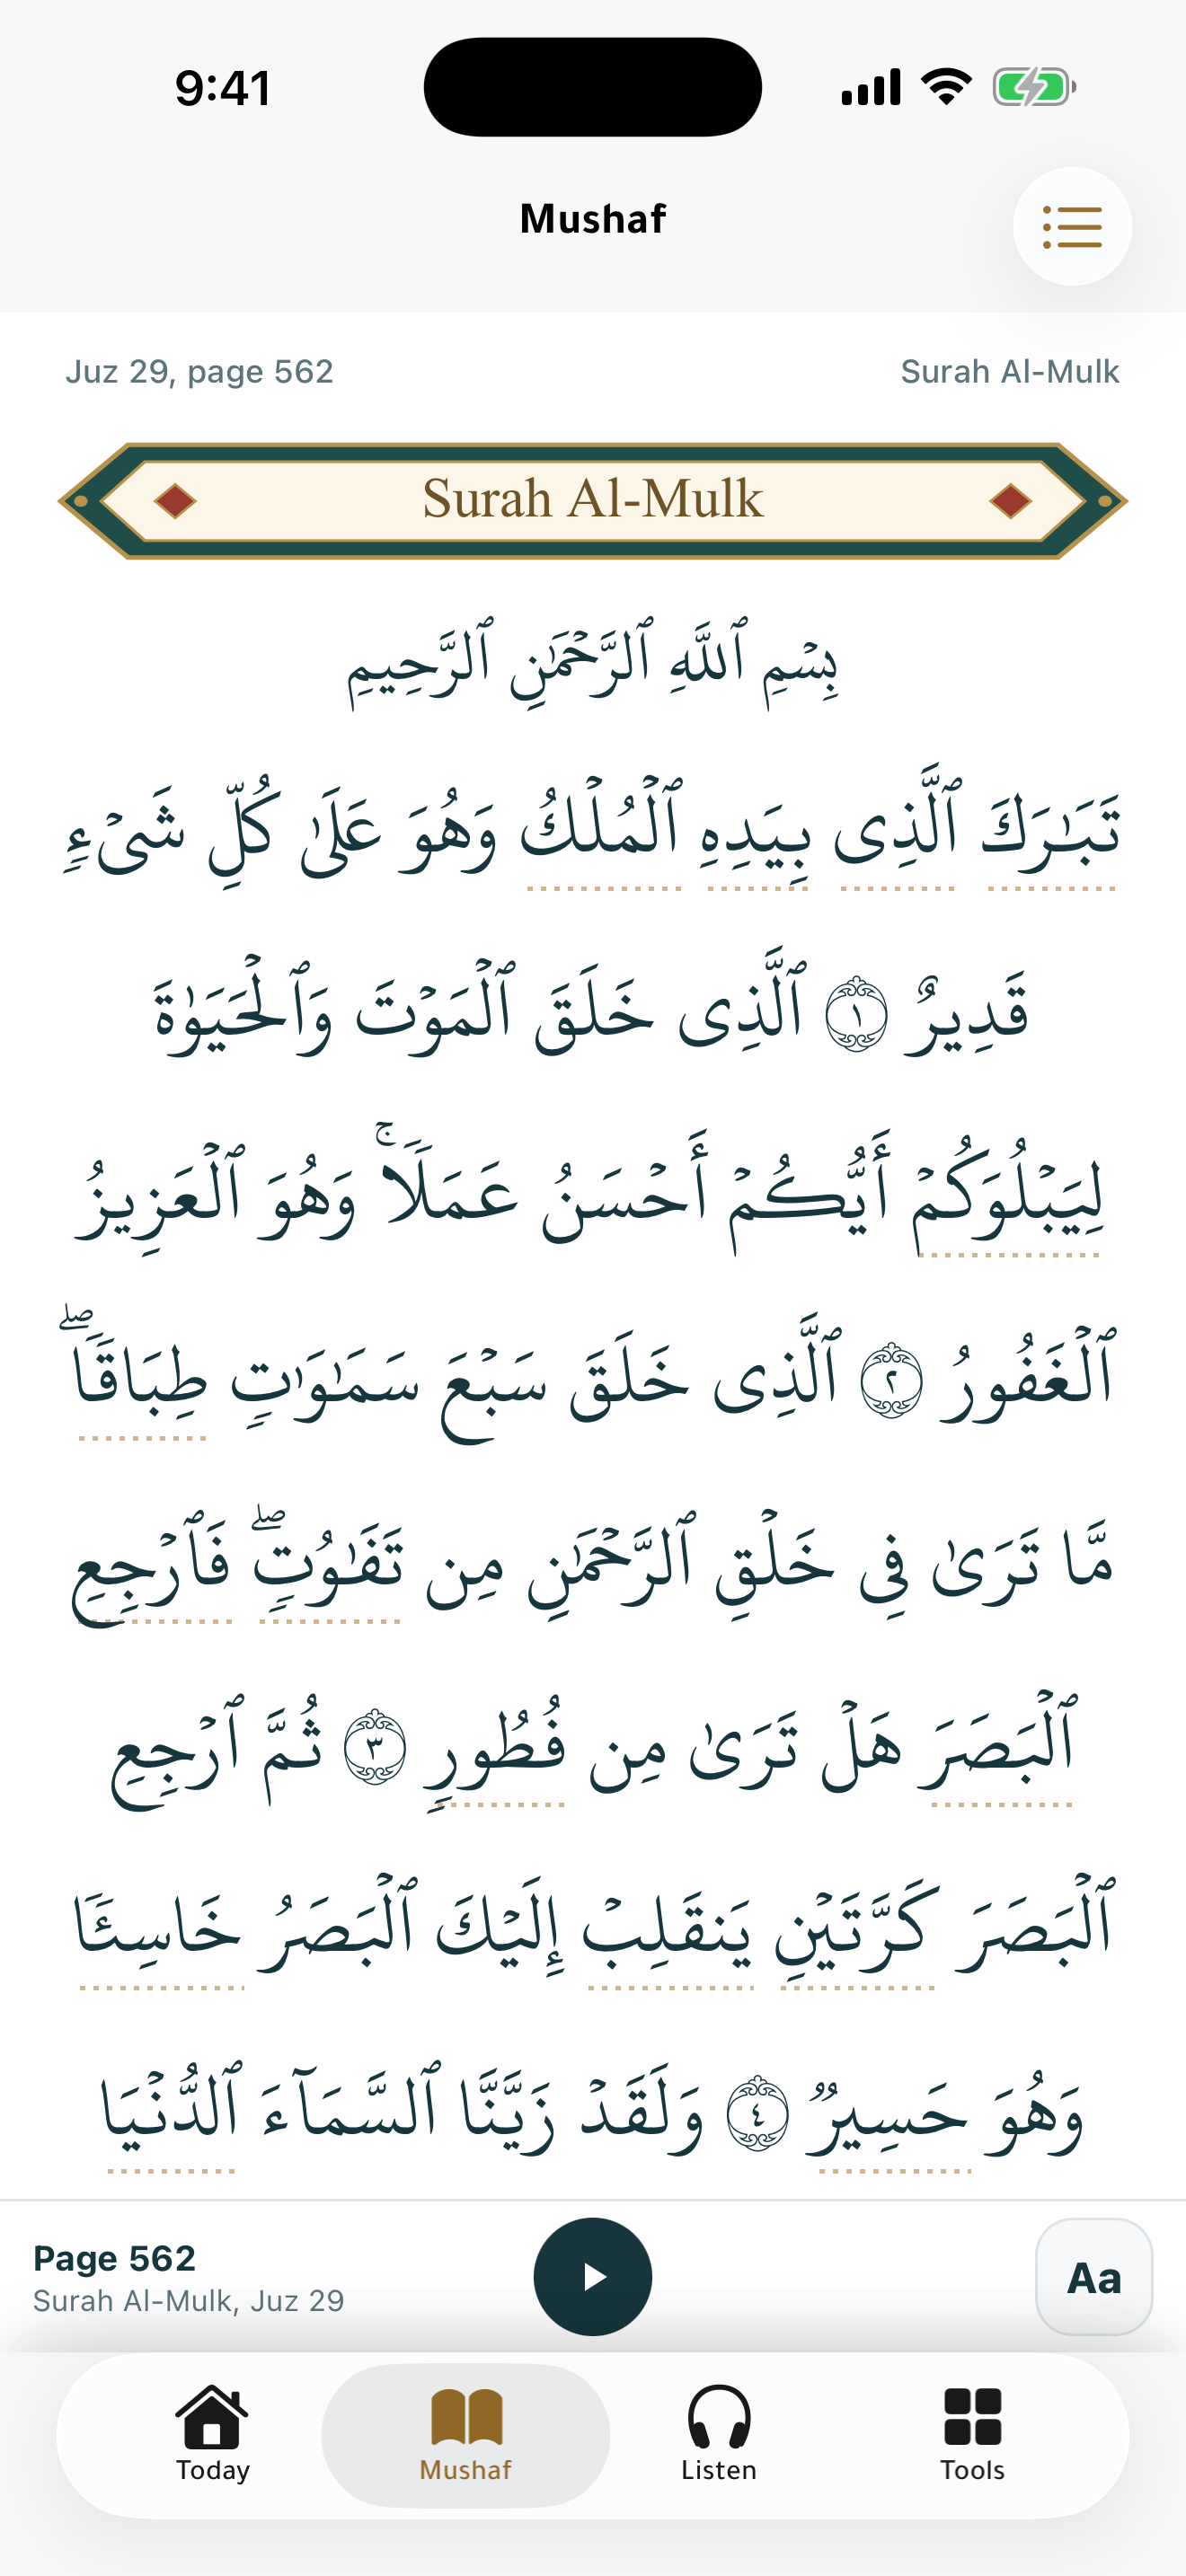 9:41
Mushaf
Juz 29, page 562
Surah Al-Mulk
Surah Al-Mulk
بِسۡمِ ٱللَّهِ ٱلرَّحۡمَٰنِ ٱلرَّحِيمِ
تَبَٰرَكَ ٱلَّذِى بِيَدِهِ ٱلۡمُلۡكُ وَهُوَ عَلَىٰ كُلِّ شَىۡءٍ
قَدِيرٌ ١ ٱلَّذِى خَلَقَ ٱلۡمَوۡتَ وَٱلۡحَيَوٰةَ
لِيَبۡلُوَكُمۡ أَيُّكُمۡ أَحۡسَنُ عَمَلًاۚ وَهُوَ ٱلۡعَزِيزُ
ٱلۡغَفُورُ ٢ ٱلَّذِى خَلَقَ سَبۡعَ سَمَٰوَٰتٍ طِبَاقًاۖ
مَّا تَرَىٰ فِى خَلۡقِ ٱلرَّحۡمَٰنِ مِن تَفَٰوُتٍۖ فَٱرۡجِعِ
ٱلۡبَصَرَ هَلۡ تَرَىٰ مِن فُطُورٍ ٣ ثُمَّ ٱرۡجِعِ
ٱلۡبَصَرَ كَرَّتَيۡنِ يَنقَلِبۡ إِلَيۡكَ ٱلۡبَصَرُ خَاسِئًا
وَهُوَ حَسِيرٌ ٤ وَلَقَدۡ زَيَّنَّا ٱلسَّمَآءَ ٱلدُّنۡيَا
Page 562
Surah Al-Mulk, Juz 29
Aa
Today
Mushaf
Listen
Tools